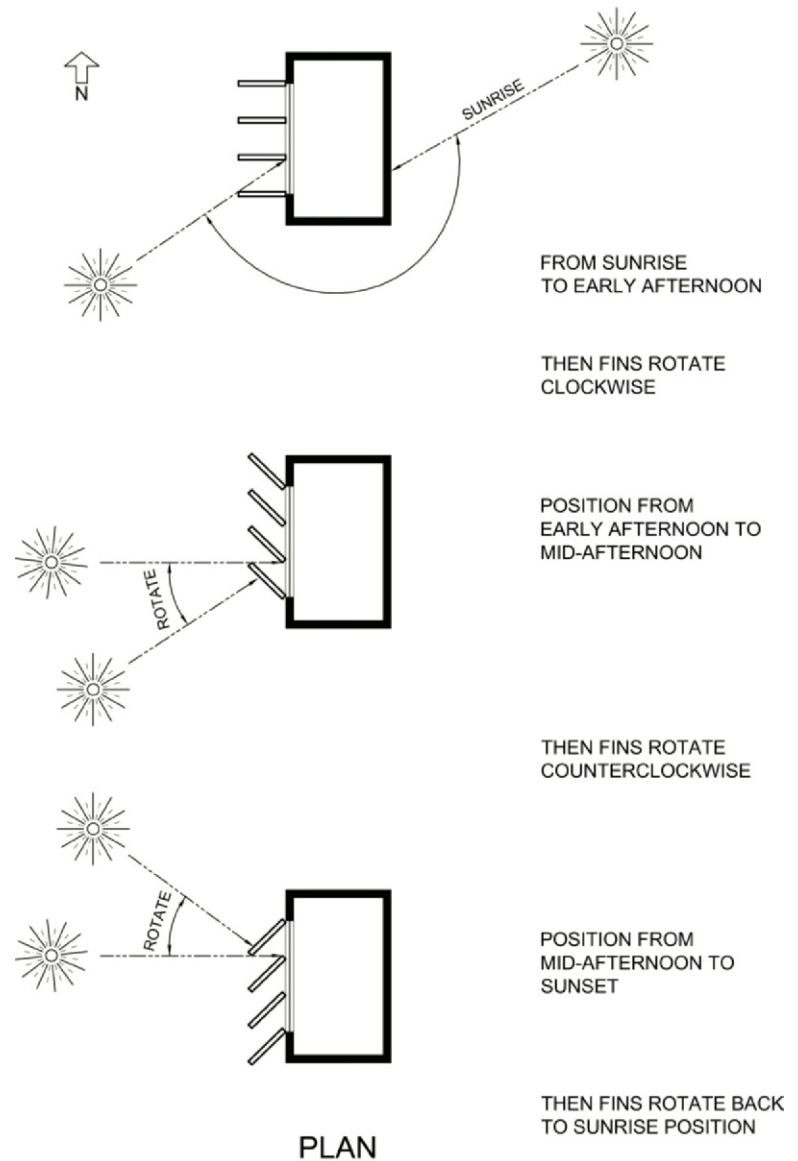 N
SUNRISE
FROM SUNRISE
TO EARLY AFTERNOON
THEN FINS ROTATE
CLOCKWISE
POSITION FROM
EARLY AFTERNOON TO
MID-AFTERNOON
ROTATE
THEN FINS ROTATE
COUNTERCLOCKWISE
ROTATE
POSITION FROM
MID-AFTERNOON TO
SUNSET
THEN FINS ROTATE BACK
TO SUNRISE POSITION
PLAN